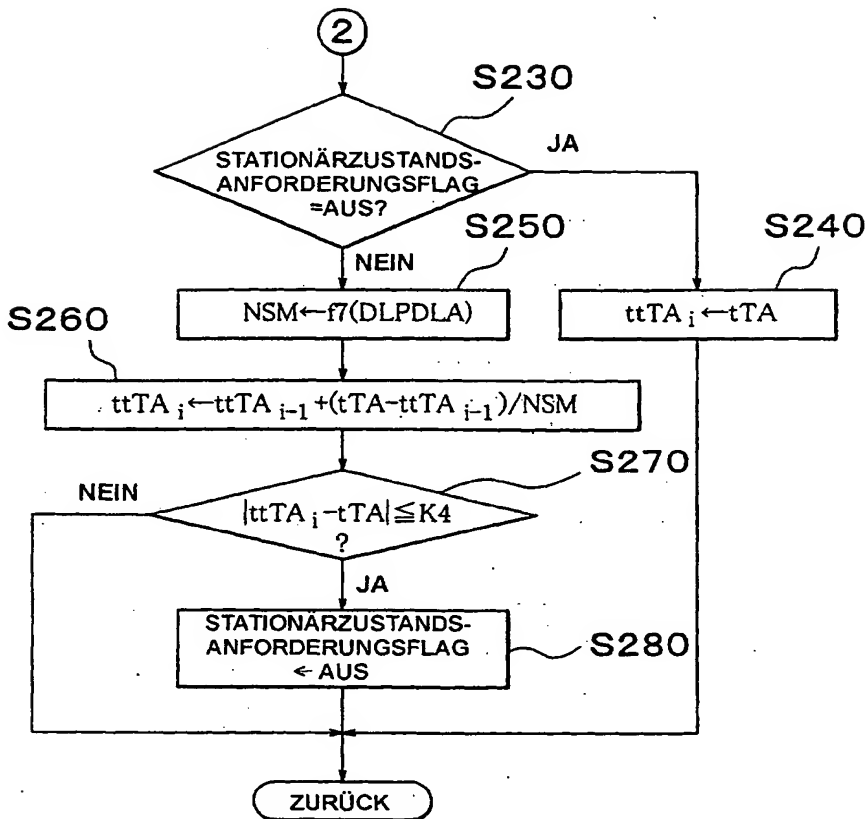 2
S230
STATIONÄRZUSTANDS-
ANFORDERUNGSFLAG
=AUS?
JA
NEIN
S250
S240
NSM←f7(DLPDLA)
ttTA i←tTA
S260
ttTA i←ttTA i-1+(tTA-ttTA i-1)/NSM
S270
NEIN
|ttTA i-tTA|≦K4
?
JA
STATIONÄRZUSTANDS-
ANFORDERUNGSFLAG
←AUS
S280
ZURÜCK